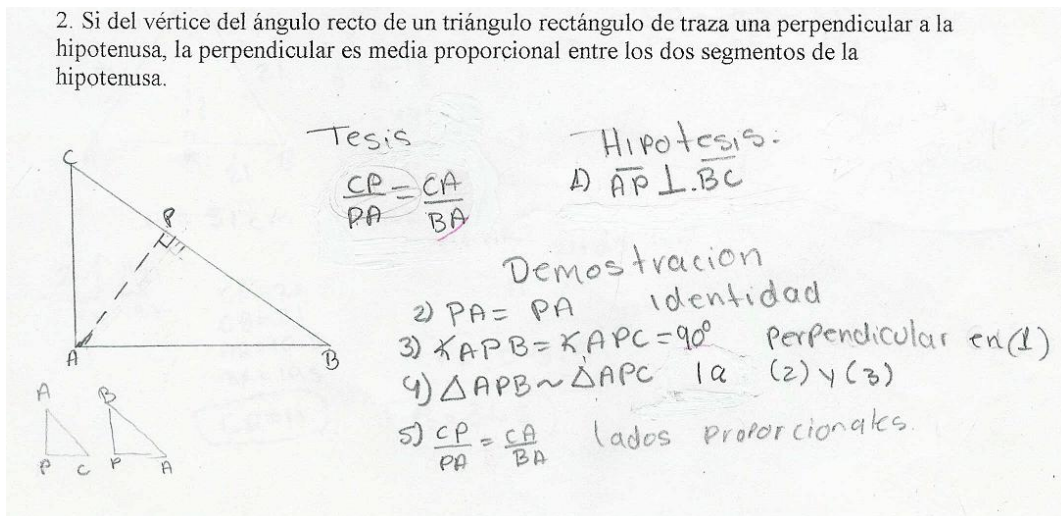 2. Si del vértice del ángulo recto de un triángulo rectángulo de traza una perpendicular a la
hipotenusa, la perpendicular es media proporcional entre los dos segmentos de la
hipotenusa.
Tesis
CP/PA = CA/BA
Hipotesis.
1) AP ⊥. BC
C
P
A
B
Demostracion
2) PA = PA identidad
3) ∡APB = ∡APC = 90° Perpendicular en (1)
4) △APB ~ △APC la (2) y (3)
5) CP/PA = CA/BA lados proporcionales.
A
P C
B
P A